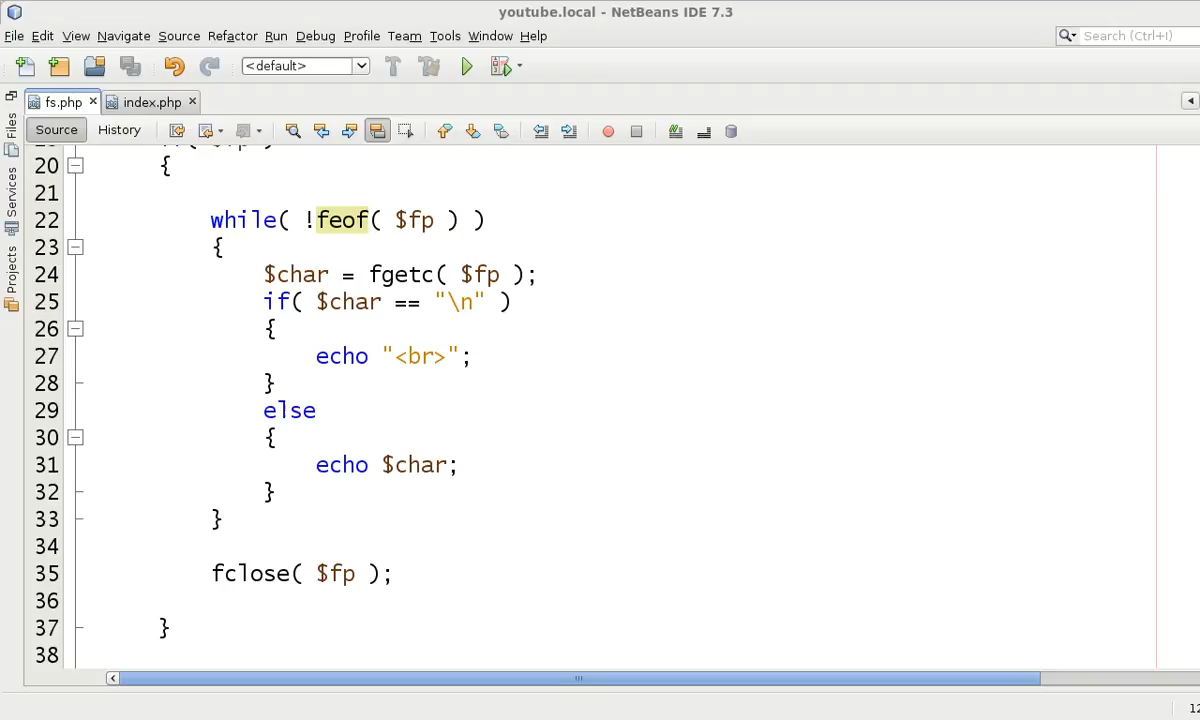 youtube.local - NetBeans IDE 7.3
File Edit View Navigate Source Refactor Run Debug Profile Team Tools Window Help
Search (Ctrl+I)
<default>
fs.php
index.php
Files
Services
Projects
Source History
20 {
21
22 while( !feof( $fp ) )
23 {
24 $char = fgetc( $fp );
25 if( $char == "\n" )
26 {
27 echo "<br>";
28 }
29 else
30 {
31 echo $char;
32 }
33 }
34
35 fclose( $fp );
36
37 }
38